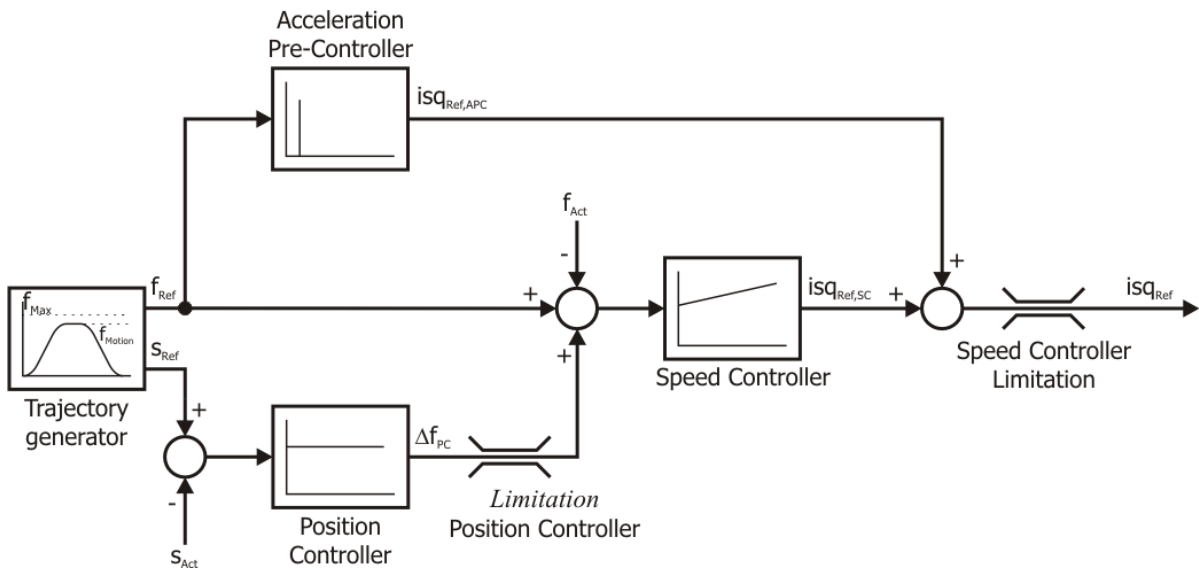 Acceleration
Pre-Controller
isqRef,APC
fAct
-
+
fRef
+
isqRef,SC
+
isqRef
fMax
fMotion
sRef
+
Speed Controller
Speed Controller
Limitation
Trajectory
generator
+
ΔfPC
-
Limitation
Position Controller
Position
Controller
sAct